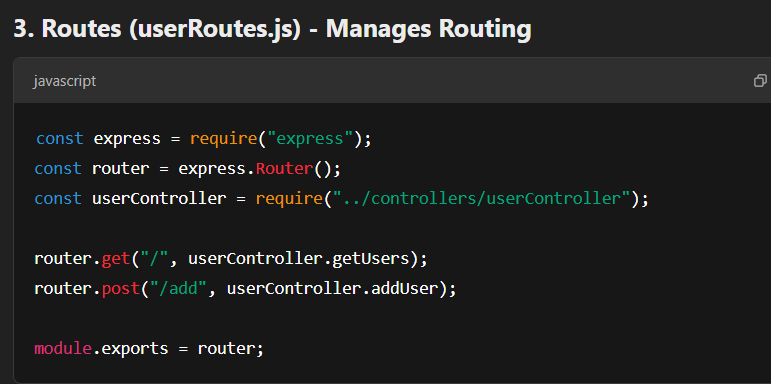 3. Routes (userRoutes.js) - Manages Routing
javascript
const express = require("express");
const router = express.Router();
const userController = require("../controllers/userController");
router.get("/", userController.getUsers);
router.post("/add", userController.addUser);
module.exports = router;